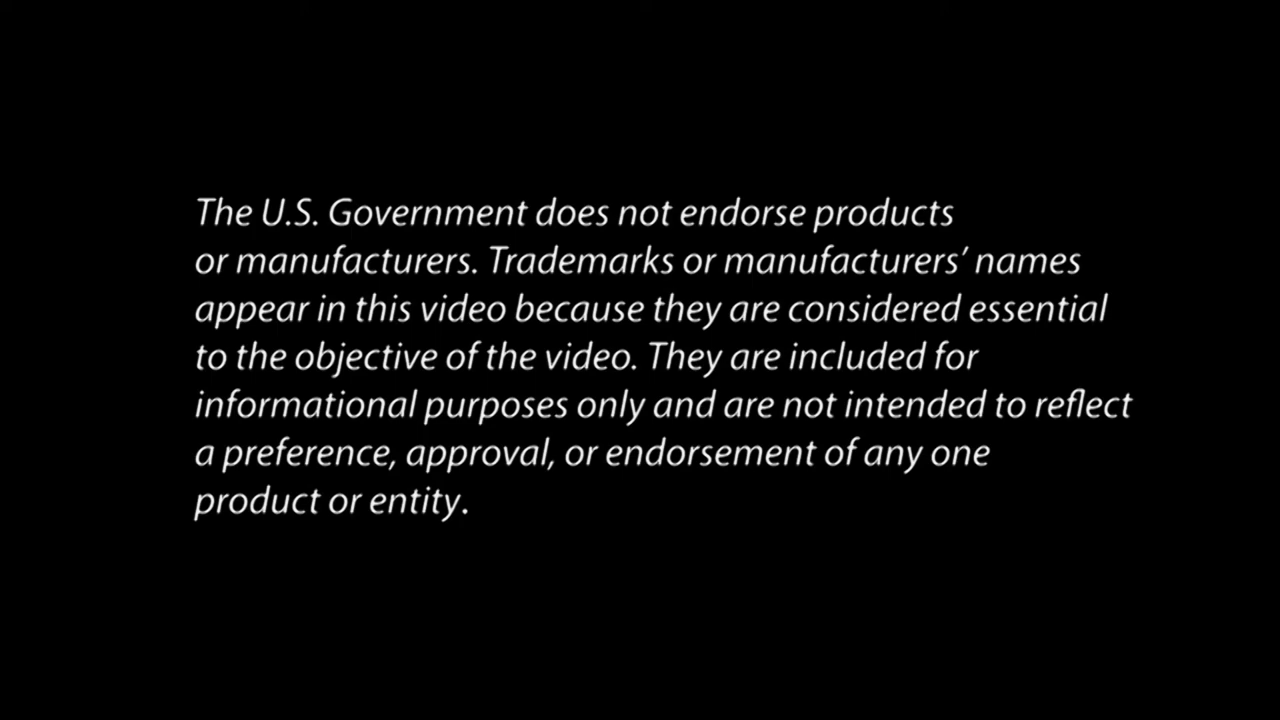 The U.S. Government does not endorse products
or manufacturers. Trademarks or manufacturers’ names
appear in this video because they are considered essential
to the objective of the video. They are included for
informational purposes only and are not intended to reflect
a preference, approval, or endorsement of any one
product or entity.